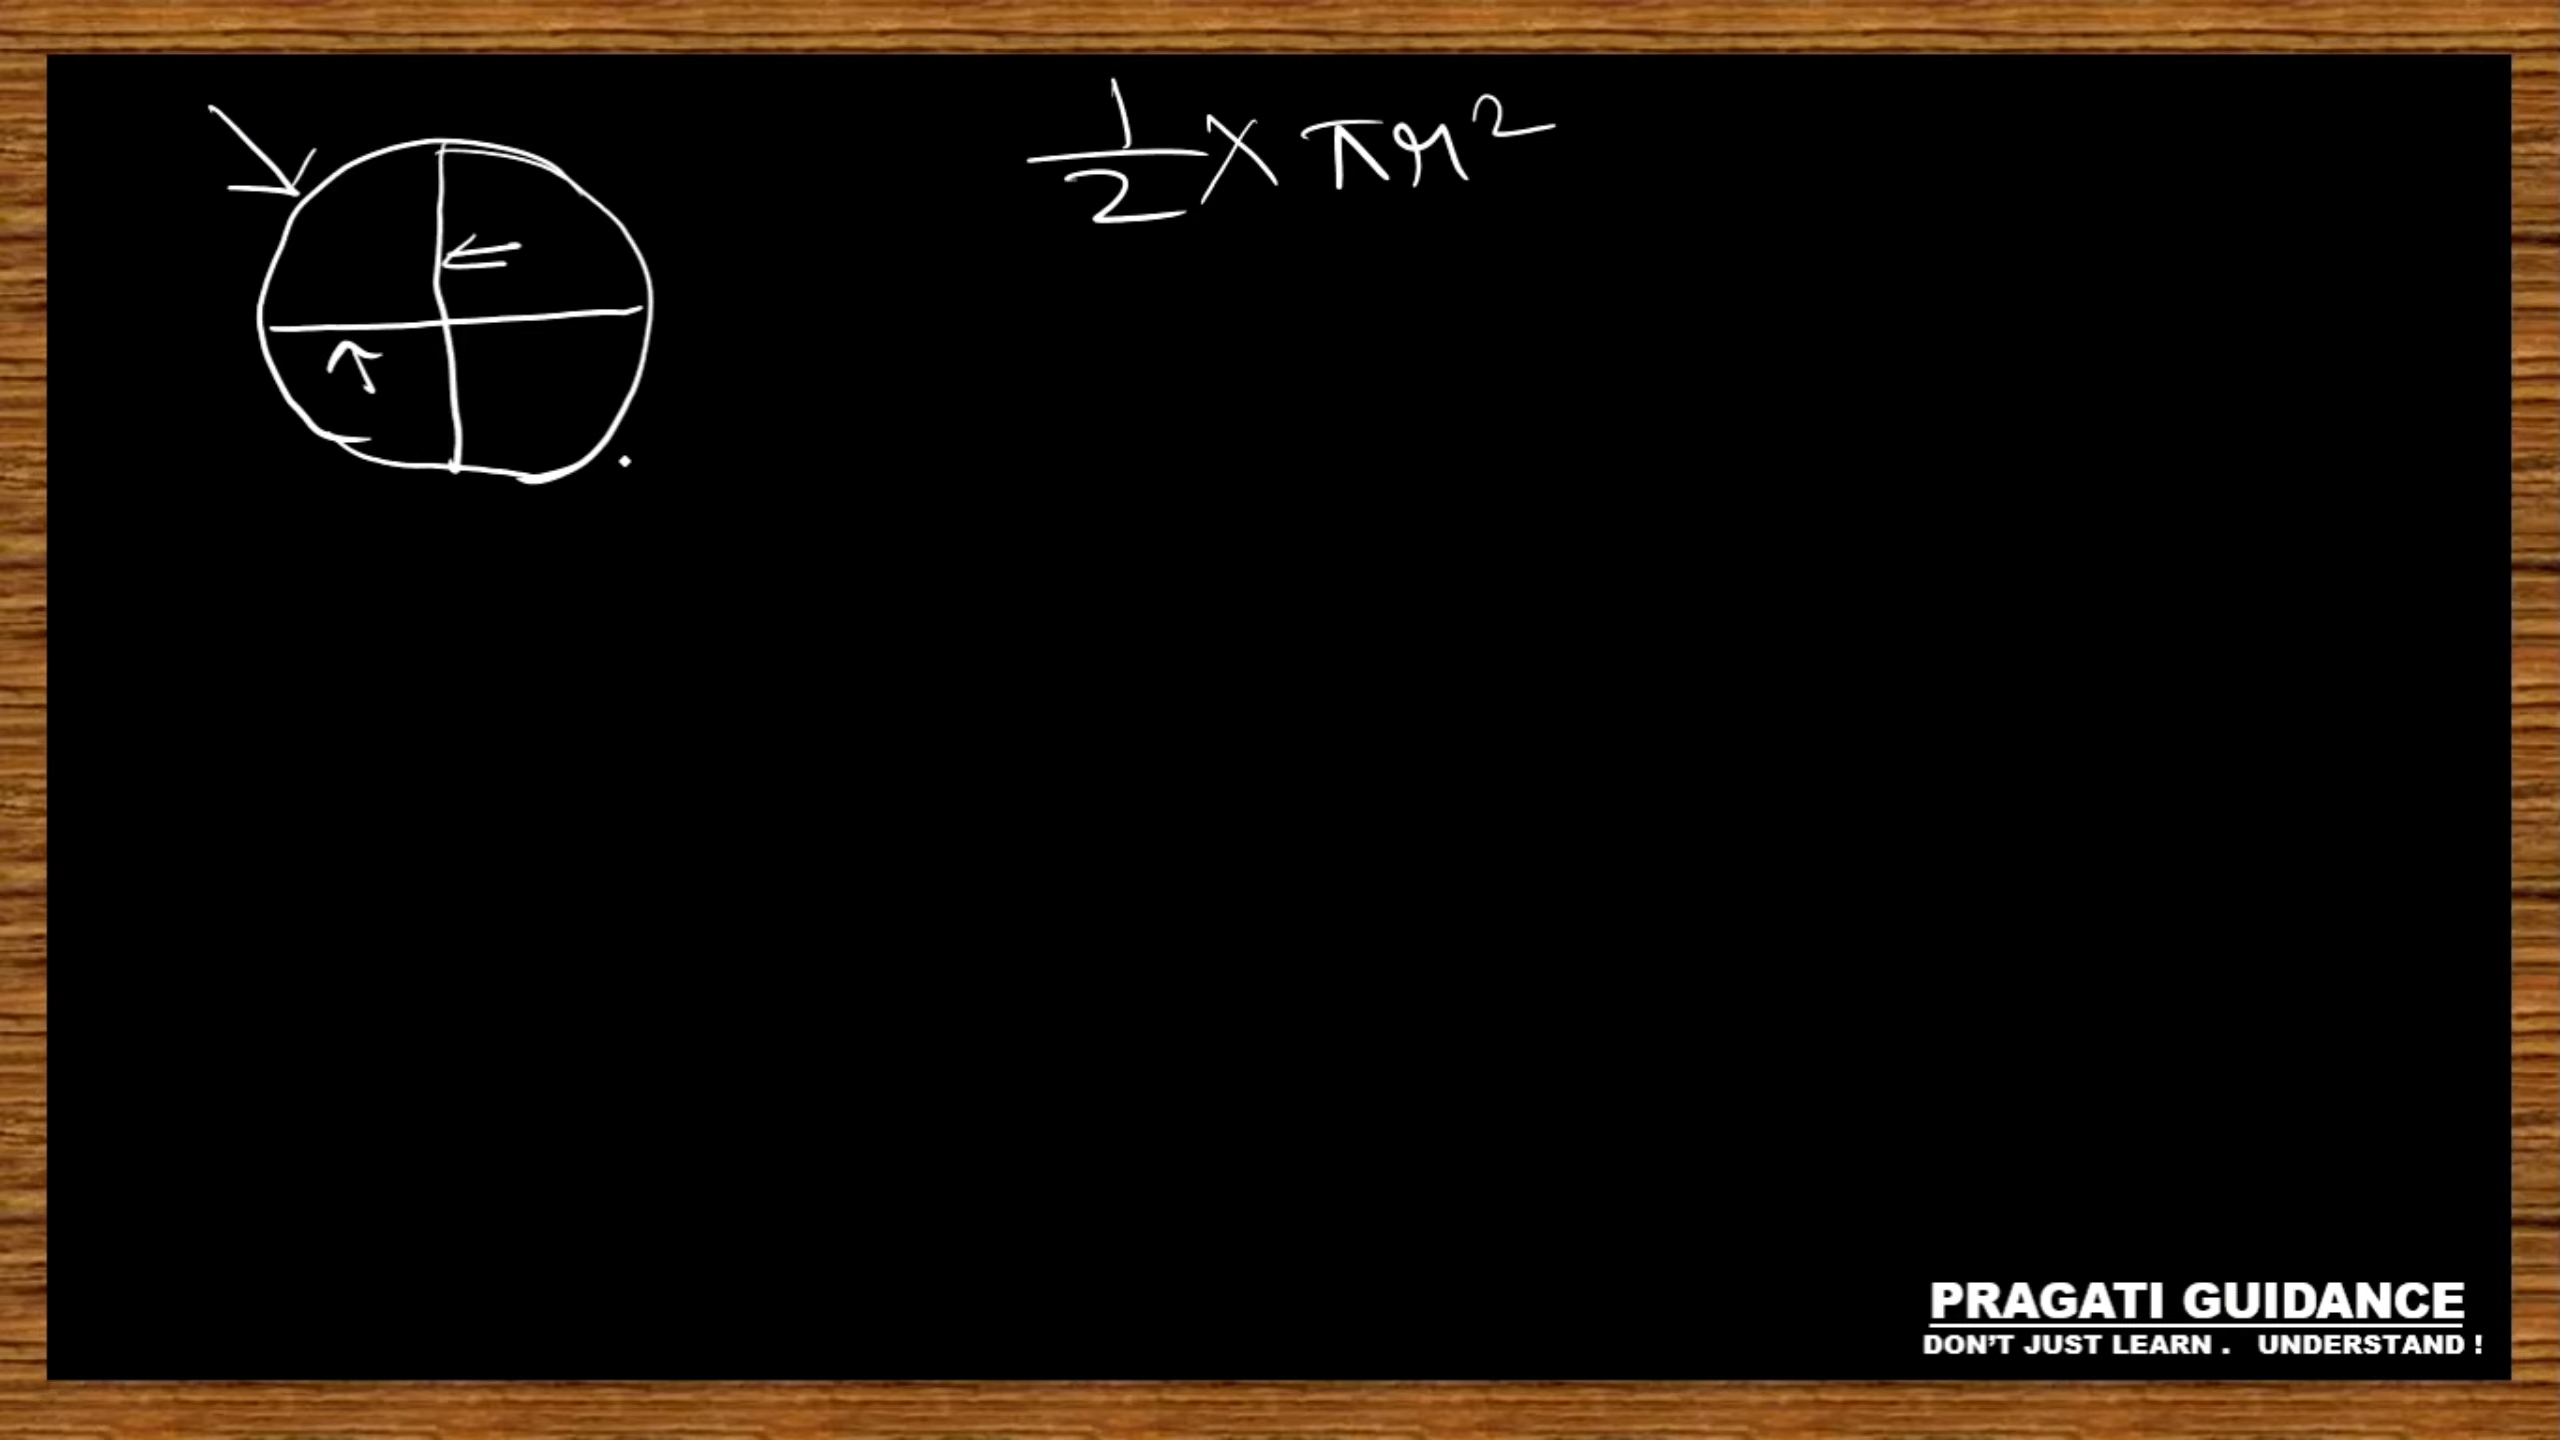 1/2 × πr²
PRAGATI GUIDANCE
DON'T JUST LEARN . UNDERSTAND !